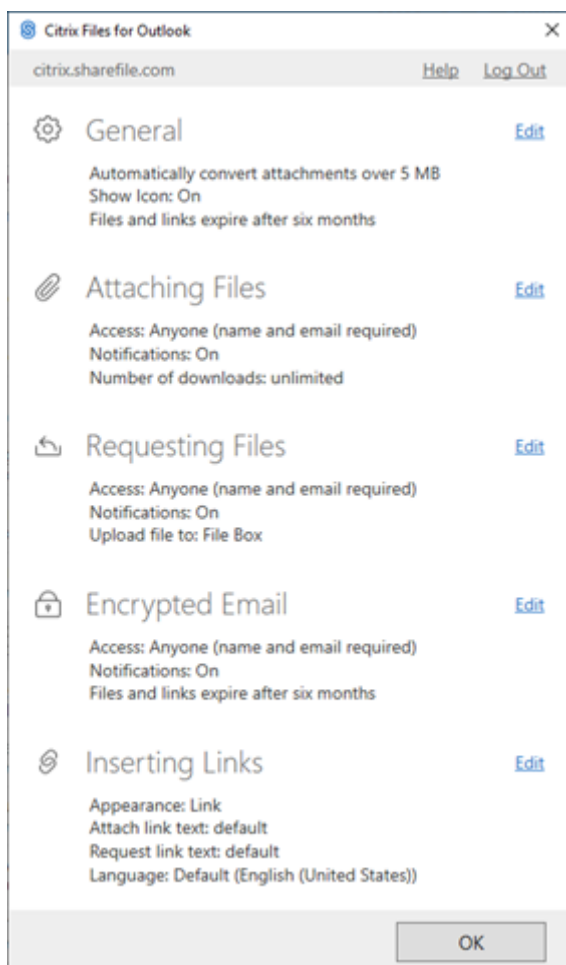 Citrix Files for Outlook
citrix.sharefile.com Help Log Out
General Edit
Automatically convert attachments over 5 MB
Show Icon: On
Files and links expire after six months
Attaching Files Edit
Access: Anyone (name and email required)
Notifications: On
Number of downloads: unlimited
Requesting Files Edit
Access: Anyone (name and email required)
Notifications: On
Upload file to: File Box
Encrypted Email Edit
Access: Anyone (name and email required)
Notifications: On
Files and links expire after six months
Inserting Links Edit
Appearance: Link
Attach link text: default
Request link text: default
Language: Default (English (United States))
OK